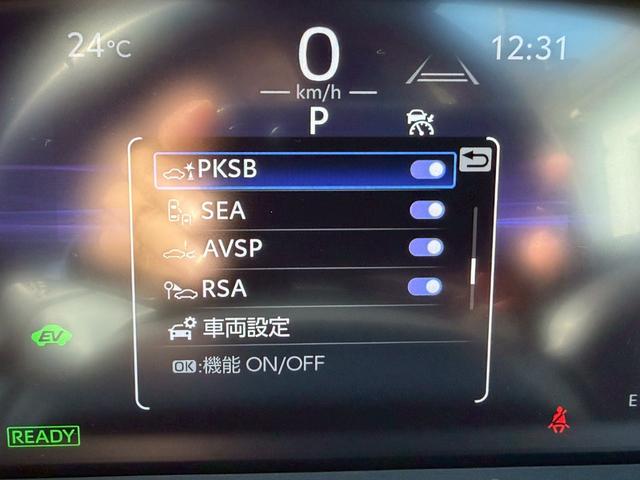 24℃
0
12:31
km/h
P
PKSB
SEA
AVSP
RSA
車両設定
OK:機能 ON/OFF
EV
E
READY